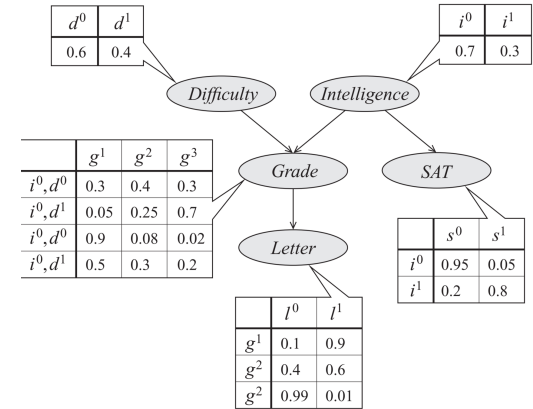 d⁰ d¹
0.6 0.4
i⁰ i¹
0.7 0.3
Difficulty
Intelligence
g¹ g² g³
i⁰,d⁰ 0.3 0.4 0.3
i⁰,d¹ 0.05 0.25 0.7
i⁰,d⁰ 0.9 0.08 0.02
i⁰,d¹ 0.5 0.3 0.2
Grade
SAT
Letter
s⁰ s¹
i⁰ 0.95 0.05
i¹ 0.2 0.8
l⁰ l¹
g¹ 0.1 0.9
g² 0.4 0.6
g² 0.99 0.01